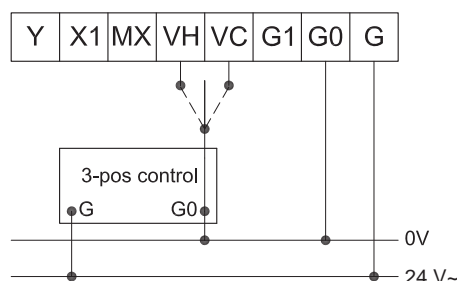 Y X1 MX VH VC G1 G0 G
3-pos control
G G0
0V
24 V~